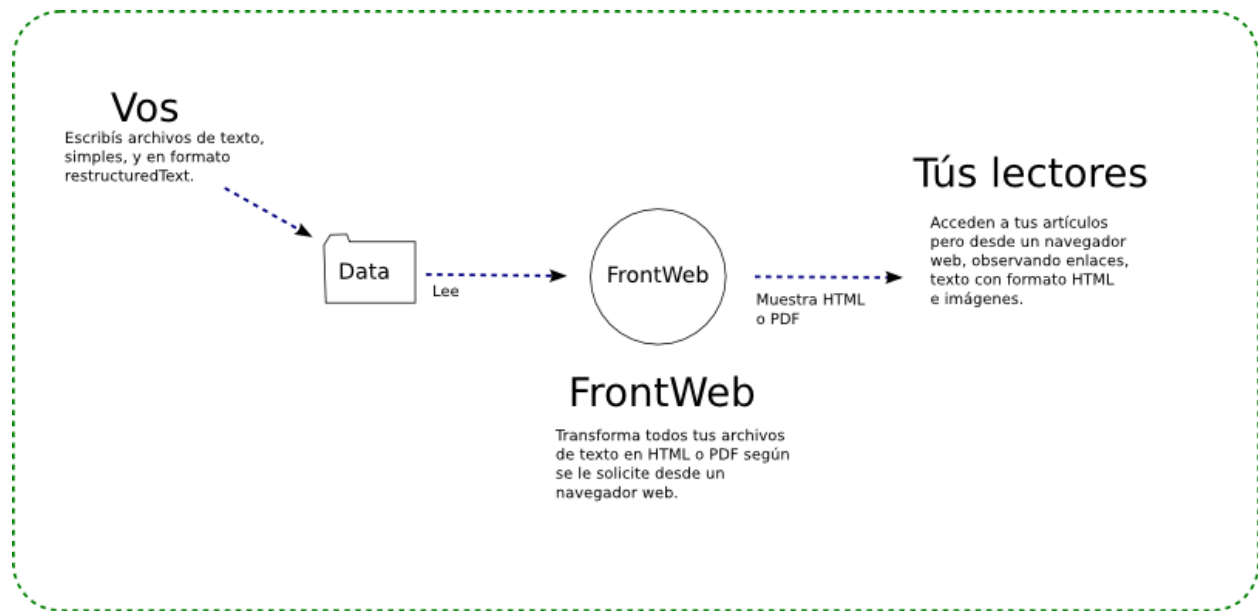 Vos
Escribís archivos de texto,
simples, y en formato
restructuredText.
Data
Lee
FrontWeb
FrontWeb
Transforma todos tus archivos
de texto en HTML o PDF según
se le solicite desde un
navegador web.
Muestra HTML
o PDF
Tús lectores
Acceden a tus artículos
pero desde un navegador
web, observando enlaces,
texto con formato HTML
e imágenes.